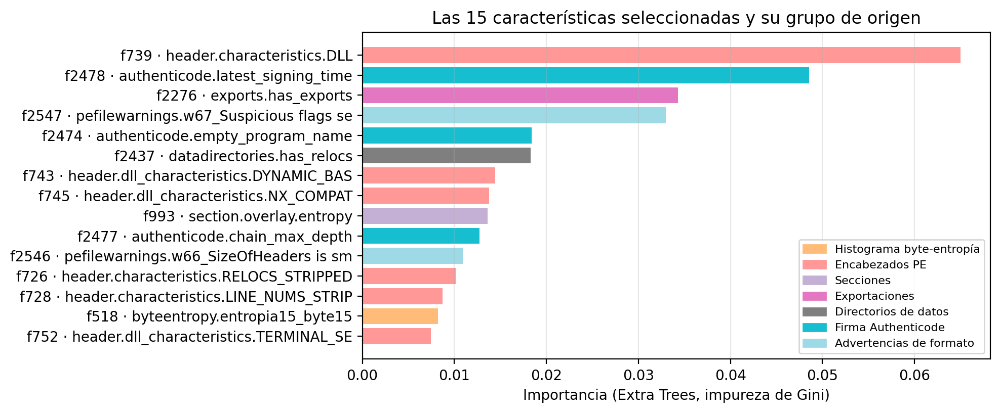 Las 15 características seleccionadas y su grupo de origen
f739 · header.characteristics.DLL
f2478 · authenticode.latest_signing_time
f2276 · exports.has_exports
f2547 · pefilewarnings.w67_Suspicious flags se
f2474 · authenticode.empty_program_name
f2437 · datadirectories.has_relocs
f743 · header.dll_characteristics.DYNAMIC_BAS
f745 · header.dll_characteristics.NX_COMPAT
f993 · section.overlay.entropy
f2477 · authenticode.chain_max_depth
f2546 · pefilewarnings.w66_SizeOfHeaders is sm
f726 · header.characteristics.RELOCS_STRIPPED
f728 · header.characteristics.LINE_NUMS_STRIP
f518 · byteentropy.entropia15_byte15
f752 · header.dll_characteristics.TERMINAL_SE
Histograma byte-entropía
Encabezados PE
Secciones
Exportaciones
Directorios de datos
Firma Authenticode
Advertencias de formato
0.00 0.01 0.02 0.03 0.04 0.05 0.06
Importancia (Extra Trees, impureza de Gini)